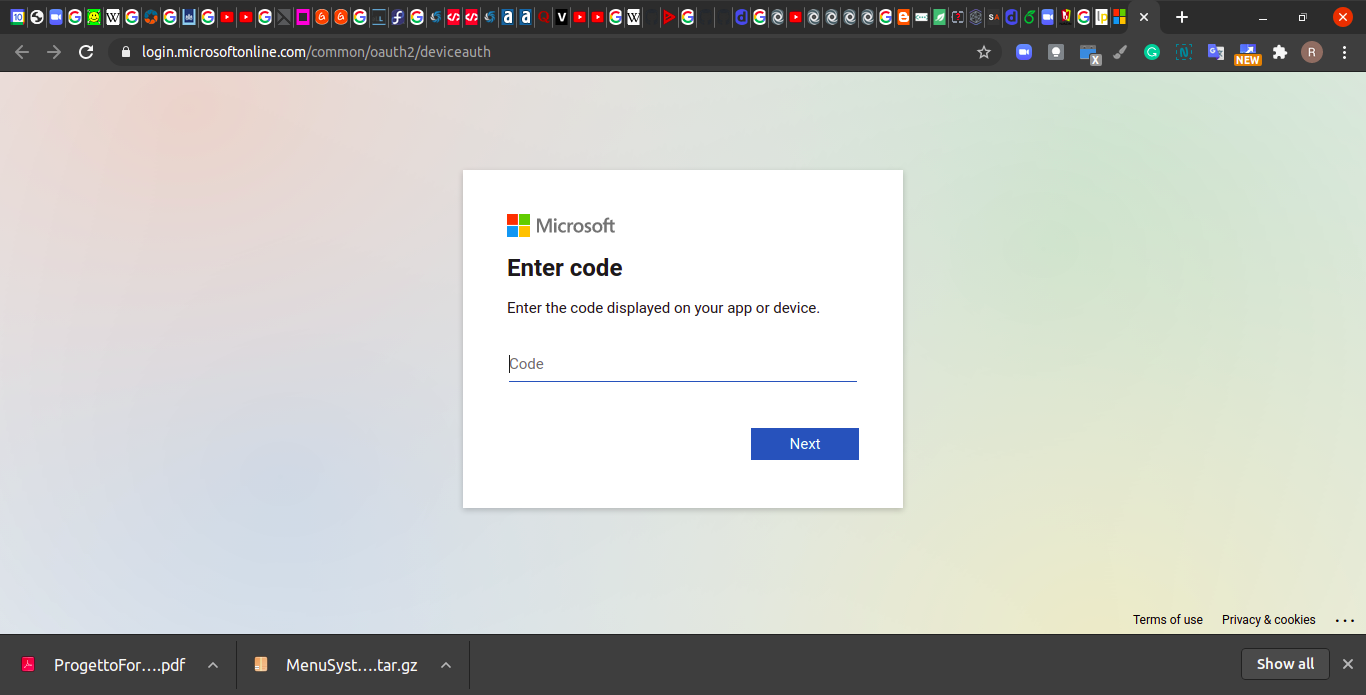 login.microsoftonline.com/common/oauth2/deviceauth
X
NEW
R
Microsoft
Enter code
Enter the code displayed on your app or device.
Code
Next
Terms of use Privacy & cookies ...
ProgettoFor....pdf
MenuSyst....tar.gz
Show all